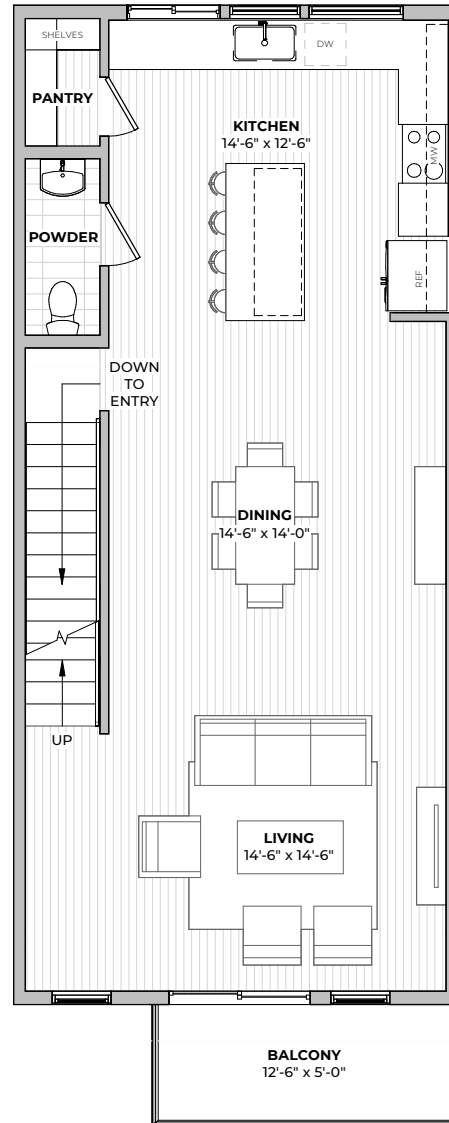 SHELVES
DW
PANTRY
KITCHEN
14'-6" x 12'-6"
MW
POWDER
REF
DOWN
TO
ENTRY
DINING
14'-6" x 14'-0"
UP
LIVING
14'-6" x 14'-6"
BALCONY
12'-6" x 5'-0"